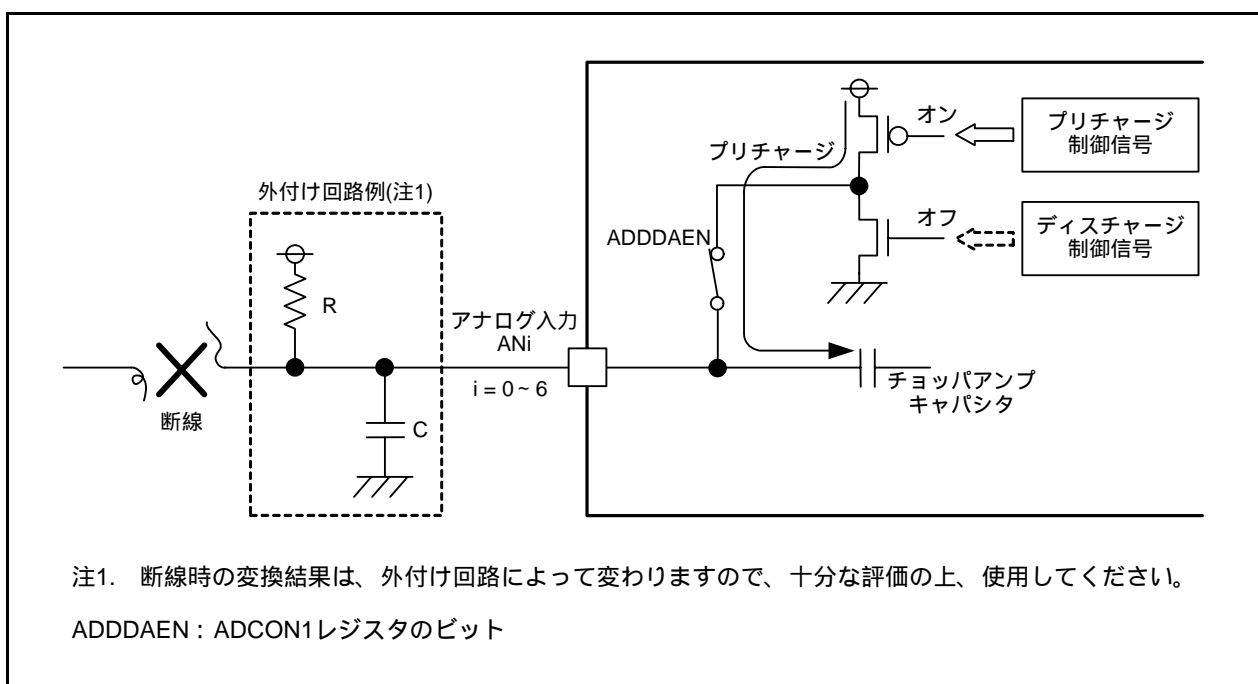 オン
プリチャージ
制御信号
プリチャージ
外付け回路例(注1)
オフ
ディスチャージ
制御信号
ADDDAEN
R
アナログ入力
ANi
i = 0 ~ 6
チョッパアンプ
キャパシタ
断線
C
注1. 断線時の変換結果は、外付け回路によって変わりますので、十分な評価の上、使用してください。
ADDDAEN : ADCON1レジスタのビット